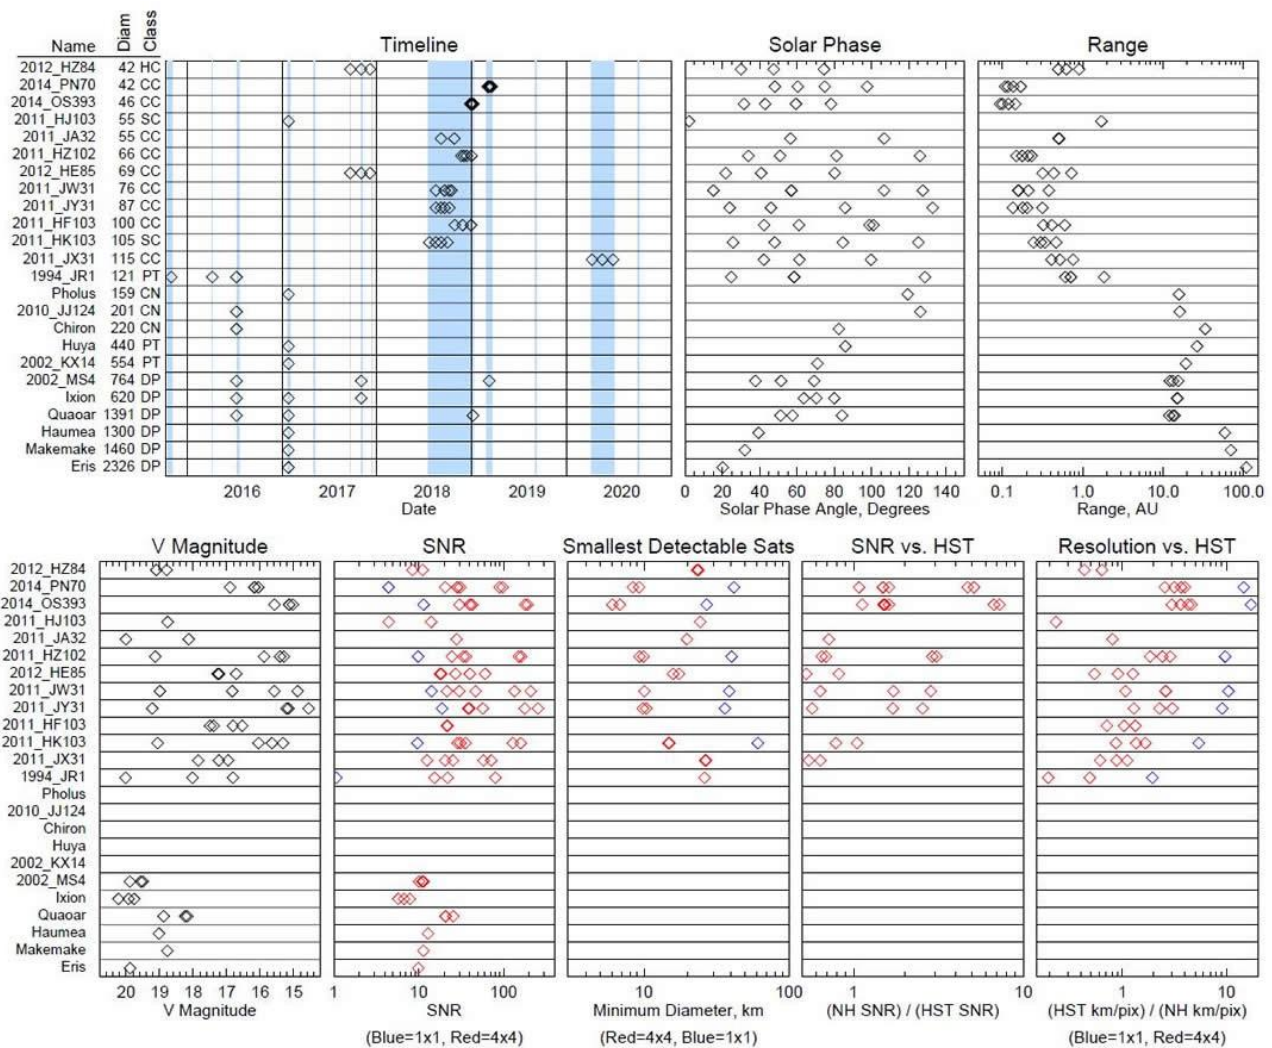 Name Diam Class Timeline Solar Phase Range
2012_HZ84 42 HC
2014_PN70 42 CC
2014_OS393 46 CC
2011_HJ103 55 SC
2011_JA32 55 CC
2011_HZ102 66 CC
2012_HE85 69 CC
2011_JW31 76 CC
2011_JY31 87 CC
2011_HF103 100 CC
2011_HK103 105 SC
2011_JX31 115 CC
1994_JR1 121 PT
Pholus 159 CN
2010_JJ124 201 CN
Chiron 220 CN
Huya 440 PT
2002_KX14 554 PT
2002_MS4 764 DP
Ixion 620 DP
Quaoar 1391 DP
Haumea 1300 DP
Makemake 1460 DP
Eris 2326 DP
2016 2017 2018 2019 2020 0 20 40 60 80 100 120 140 0.1 1.0 10.0 100.0
Date Solar Phase Angle, Degrees Range, AU
V Magnitude SNR Smallest Detectable Sats SNR vs. HST Resolution vs. HST
2012_HZ84
2014_PN70
2014_OS393
2011_HJ103
2011_JA32
2011_HZ102
2012_HE85
2011_JW31
2011_JY31
2011_HF103
2011_HK103
2011_JX31
1994_JR1
Pholus
2010_JJ124
Chiron
Huya
2002_KX14
2002_MS4
Ixion
Quaoar
Haumea
Makemake
Eris
20 19 18 17 16 15 1 10 100 10 100 1 10 1 10
V Magnitude SNR Minimum Diameter, km (NH SNR) / (HST SNR) (HST km/pix) / (NH km/pix)
(Blue=1x1, Red=4x4) (Red=4x4, Blue=1x1) (Blue=1x1, Red=4x4)